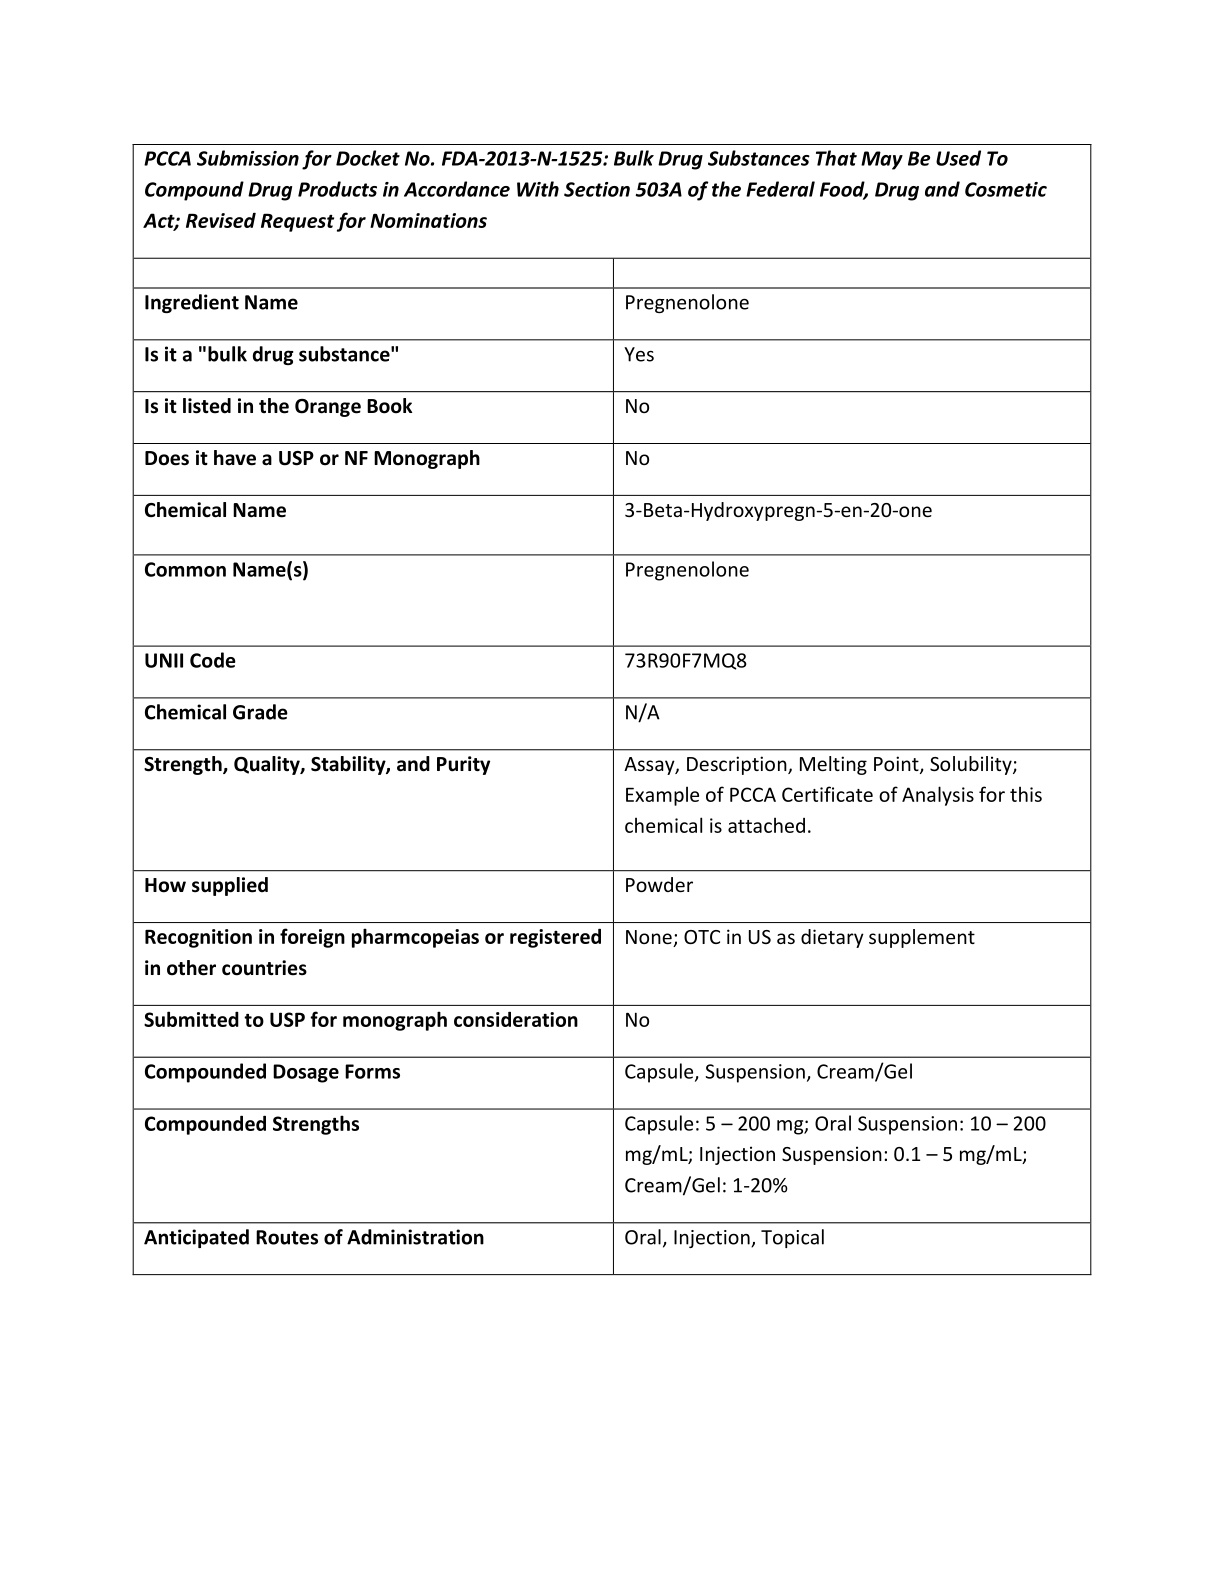 PCCA Submission for Docket No. FDA-2013-N-1525: Bulk Drug Substances That May Be Used To
Compound Drug Products in Accordance With Section 503A of the Federal Food, Drug and Cosmetic
Act; Revised Request for Nominations
Ingredient Name
Pregnenolone
Is it a "bulk drug substance"
Yes
Is it listed in the Orange Book
No
Does it have a USP or NF Monograph
No
Chemical Name
3-Beta-Hydroxypregn-5-en-20-one
Common Name(s)
Pregnenolone
UNII Code
73R90F7MQ8
Chemical Grade
N/A
Strength, Quality, Stability, and Purity
Assay, Description, Melting Point, Solubility;
Example of PCCA Certificate of Analysis for this
chemical is attached.
How supplied
Powder
Recognition in foreign pharmcopeias or registered
in other countries
None; OTC in US as dietary supplement
Submitted to USP for monograph consideration
No
Compounded Dosage Forms
Capsule, Suspension, Cream/Gel
Compounded Strengths
Capsule: 5 – 200 mg; Oral Suspension: 10 – 200
mg/mL; Injection Suspension: 0.1 – 5 mg/mL;
Cream/Gel: 1-20%
Anticipated Routes of Administration
Oral, Injection, Topical